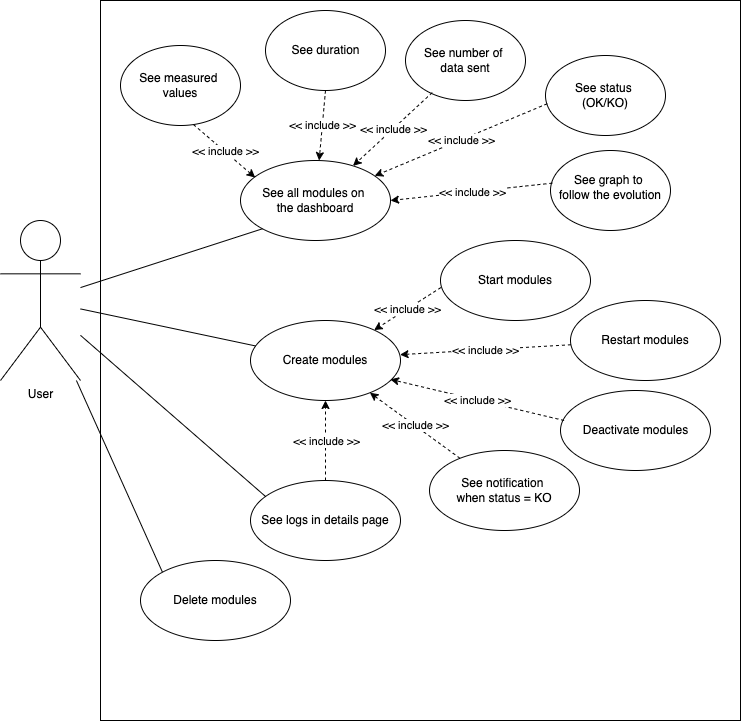 See duration
See number of
data sent
See measured
values
See status
(OK/KO)
<< include >>
<< include >>
<< include >>
<< include >>
See all modules on
the dashboard
<< include >>
See graph to
follow the evolution
Start modules
<< include >>
Restart modules
Create modules
<< include >>
User
<< include >>
Deactivate modules
<< include >>
<< include >>
See notification
when status = KO
See logs in details page
Delete modules